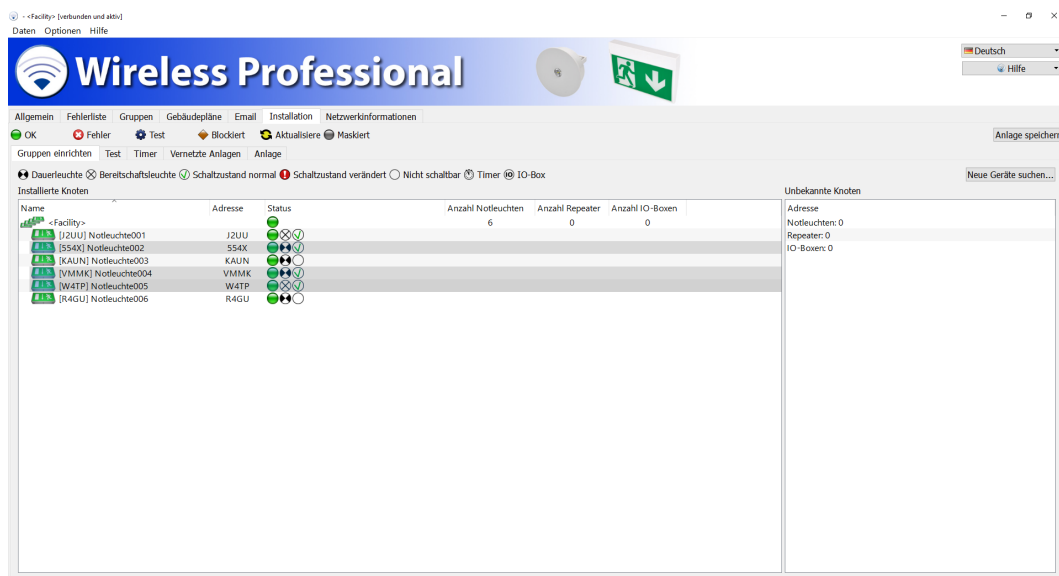 - <Facility> [verbunden und aktiv]
Daten Optionen Hilfe
Wireless Professional
Deutsch
Hilfe
Allgemein Fehlerliste Gruppen Gebäudepläne Email Installation Netzwerkinformationen
OK Fehler Test Blockiert Aktualisiere Maskiert Anlage speichern
Gruppen einrichten Test Timer Vernetzte Anlagen Anlage
Dauerleuchte Bereitschaftsleuchte Schaltzustand normal Schaltzustand verändert Nicht schaltbar Timer IO IO-Box Neue Geräte suchen...
Installierte Knoten Unbekannte Knoten
Name Adresse Status Anzahl Notleuchten Anzahl Repeater Anzahl IO-Boxen Adresse
<Facility> 6 0 0 Notleuchten: 0
[J2UU] Notleuchte001 J2UU Repeater: 0
[554X] Notleuchte002 554X IO-Boxen: 0
[KAUN] Notleuchte003 KAUN
[VMMK] Notleuchte004 VMMK
[W4TP] Notleuchte005 W4TP
[R4GU] Notleuchte006 R4GU